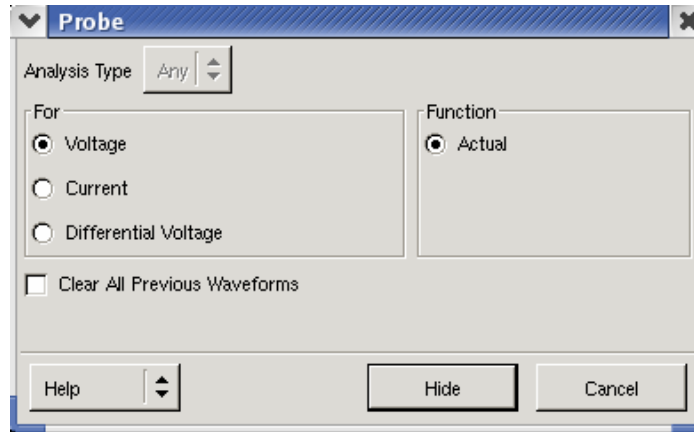 Probe
Analysis Type Any
For
Voltage
Current
Differential Voltage
Function
Actual
Clear All Previous Waveforms
Help Hide Cancel